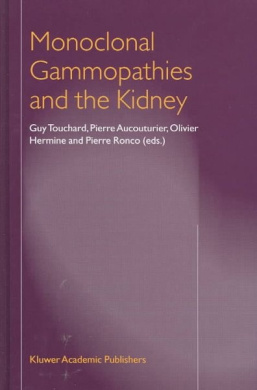 Monoclonal
Gammopathies
and the Kidney
Guy Touchard, Pierre Aucouturier, Olivier
Hermine and Pierre Ronco (eds.)
Kluwer Academic Publishers